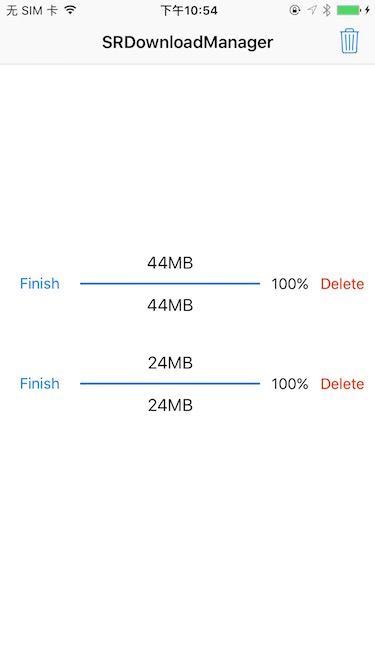 无 SIM 卡 下午10:54
SRDownloadManager
44MB
Finish 100% Delete
44MB
24MB
Finish 100% Delete
24MB